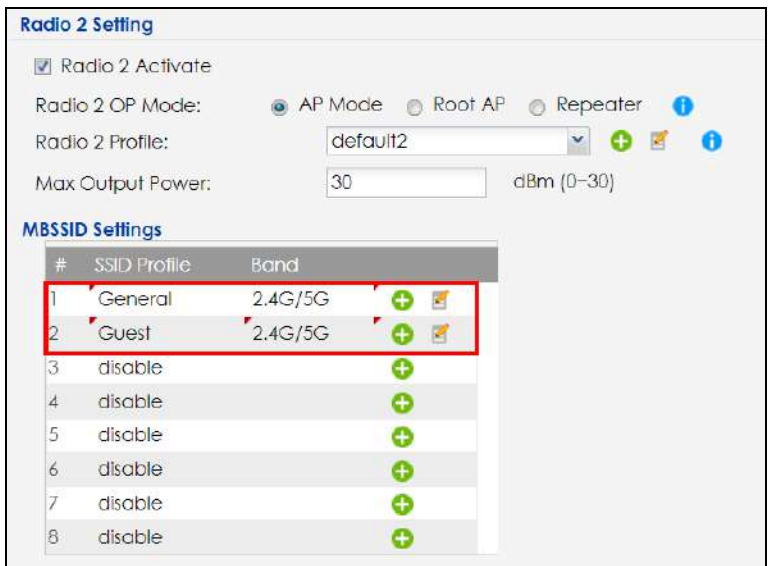 Radio 2 Setting
Radio 2 Activate
Radio 2 OP Mode: AP Mode Root AP Repeater
Radio 2 Profile: default2
Max Output Power: 30 dBm (0-30)
MBSSID Settings
# SSID Profile Band
1 General 2.4G/5G
2 Guest 2.4G/5G
3 disable
4 disable
5 disable
6 disable
7 disable
8 disable